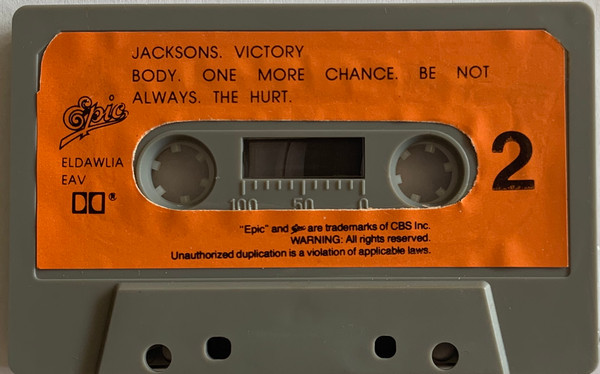 JACKSONS. VICTORY
BODY. ONE MORE CHANCE. BE NOT
ALWAYS. THE HURT.
Epic
ELDAWLIA
EAV
®
2
100 50 0
"Epic" and are trademarks of CBS Inc.
WARNING: All rights reserved.
Unauthorized duplication is a violation of applicable laws.